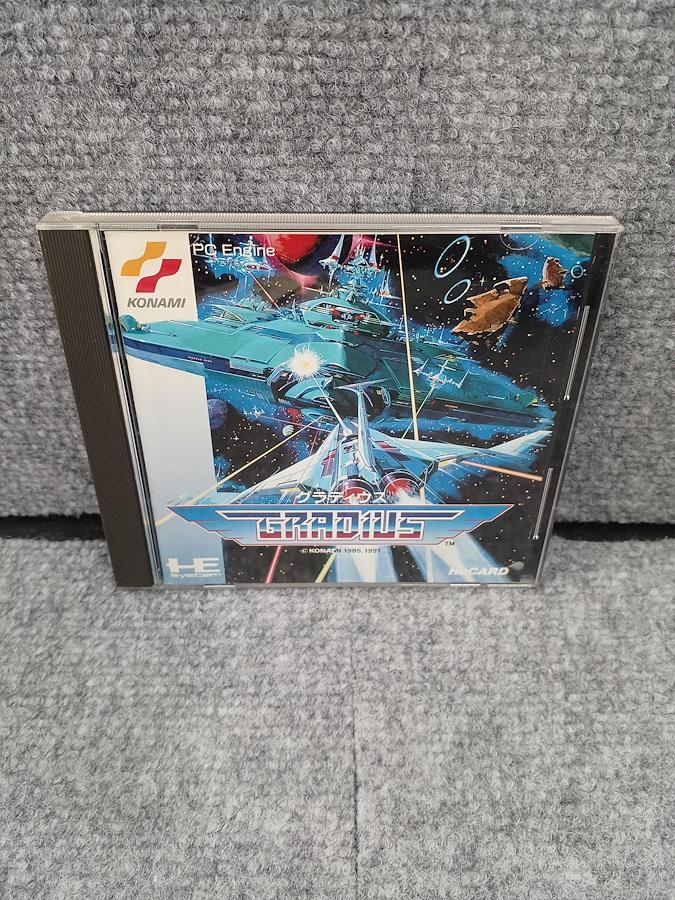 PC Engine
KONAMI
グラディウス
GRADIUS
TM
© KONAMI 1985, 1991
HE
SYSTEM
HuCARD